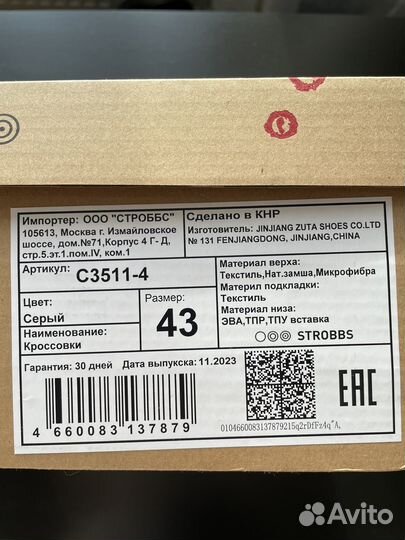 Импортер: ООО "СТРОББС"
105613, Москва г. Измайловское
шоссе, дом.№71,Корпус 4 Г- Д,
стр.5.эт.1.пом.IV, ком.1
Сделано в КНР
Изготовитель: JINJIANG ZUTA SHOES CO.LTD
№ 131 FENJIANGDONG, JINJIANG,CHINA
Артикул:
C3511-4
Цвет:
Серый
Наименование:
Кроссовки
Размер:
43
Материал верха:
Текстиль,Нат.замша,Микрофибра
Материал подкладки:
Текстиль
Материал низа:
ЭВА,ТПР,ТПУ вставка
STROBBS
Гарантия: 30 дней
Дата выпуска: 11.2023
4 660083 137879
0104660083137879215q2rDfFz4q"A,
EAC
Avito